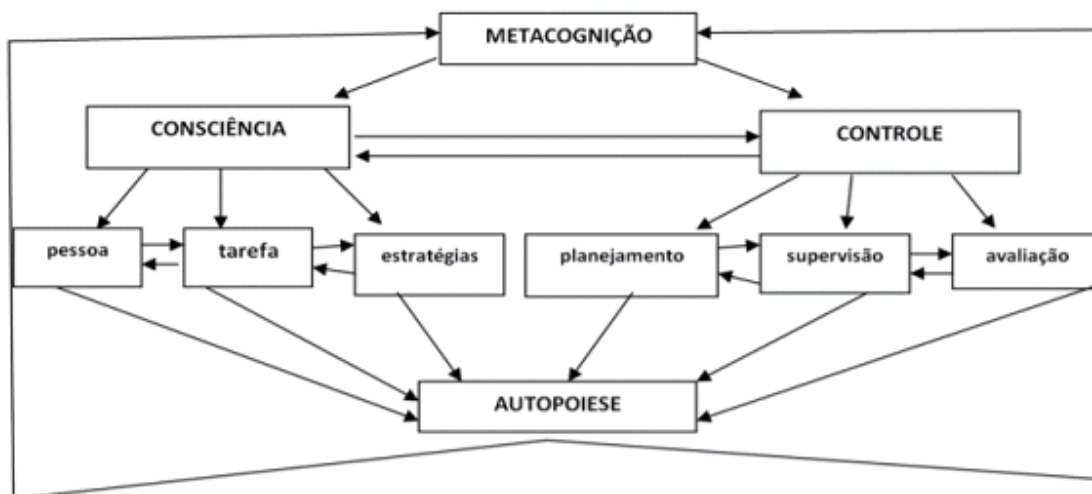 METACOGNIÇÃO
CONSCIÊNCIA
CONTROLE
pessoa
tarefa
estratégias
planejamento
supervisão
avaliação
AUTOPOIESE